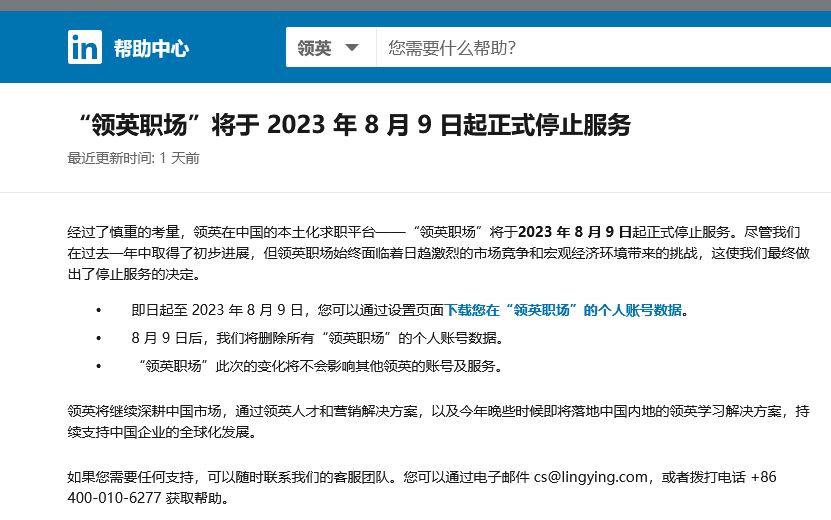 in 帮助中心
领英 您需要什么帮助？
“领英职场”将于 2023 年 8 月 9 日起正式停止服务
最近更新时间: 1 天前
经过了慎重的考量，领英在中国的本土化求职平台——“领英职场”将于2023 年 8 月 9 日起正式停止服务。尽管我们
在过去一年中取得了初步进展，但领英职场始终面临着日趋激烈的市场竞争和宏观经济环境带来的挑战，这使我们最终做
出了停止服务的决定。
• 即日起至 2023 年 8 月 9 日，您可以通过设置页面下载您在“领英职场”的个人账号数据。
• 8 月 9 日后，我们将删除所有“领英职场”的个人账号数据。
• “领英职场”此次的变化将不会影响其他领英的账号及服务。
领英将继续深耕中国市场，通过领英人才和营销解决方案，以及今年晚些时候即将落地中国内地的领英学习解决方案，持
续支持中国企业的全球化发展。
如果您需要任何支持，可以随时联系我们的客服团队。您可以通过电子邮件 cs@lingying.com，或者拨打电话 +86
400-010-6277 获取帮助。